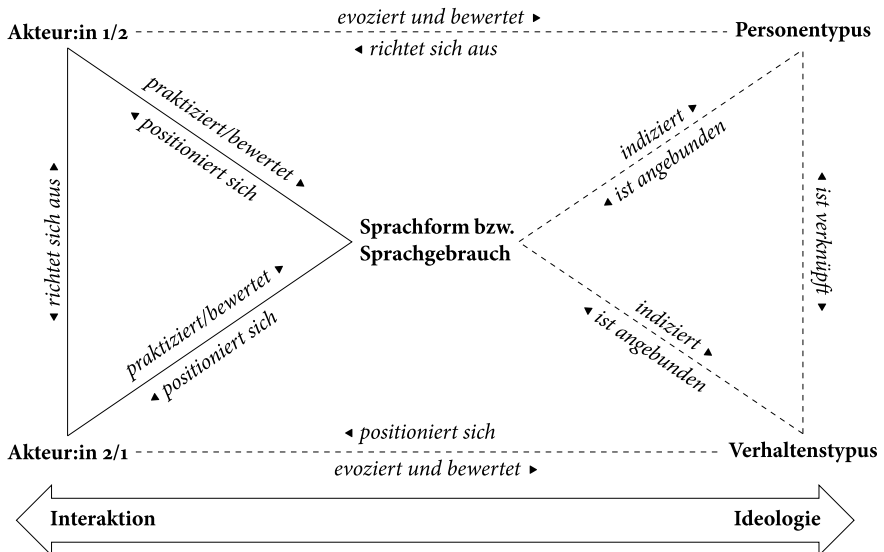 evoziert und bewertet ►
Akteur:in 1/2
Personentypus
◄ richtet sich aus
praktiziert/bewertet ►
◄ positioniert sich
indiziert ►
◄ ist angebunden
◄ richtet sich aus ►
◄ ist verknüpft ►
Sprachform bzw.
Sprachgebrauch
praktiziert/bewertet ►
◄ positioniert sich
indiziert ►
◄ ist angebunden
◄ positioniert sich
Akteur:in 2/1
Verhaltenstypus
evoziert und bewertet ►
Interaktion
Ideologie